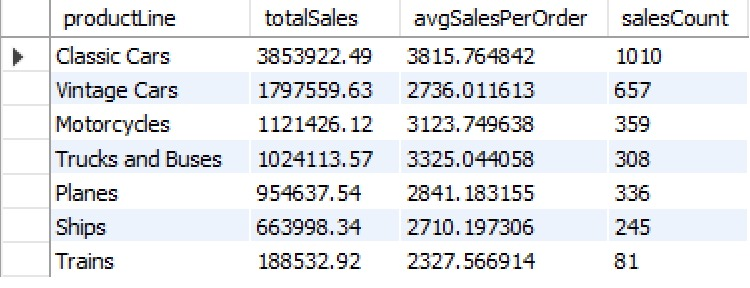 productLine totalSales avgSalesPerOrder salesCount
Classic Cars 3853922.49 3815.764842 1010
Vintage Cars 1797559.63 2736.011613 657
Motorcycles 1121426.12 3123.749638 359
Trucks and Buses 1024113.57 3325.044058 308
Planes 954637.54 2841.183155 336
Ships 663998.34 2710.197306 245
Trains 188532.92 2327.566914 81